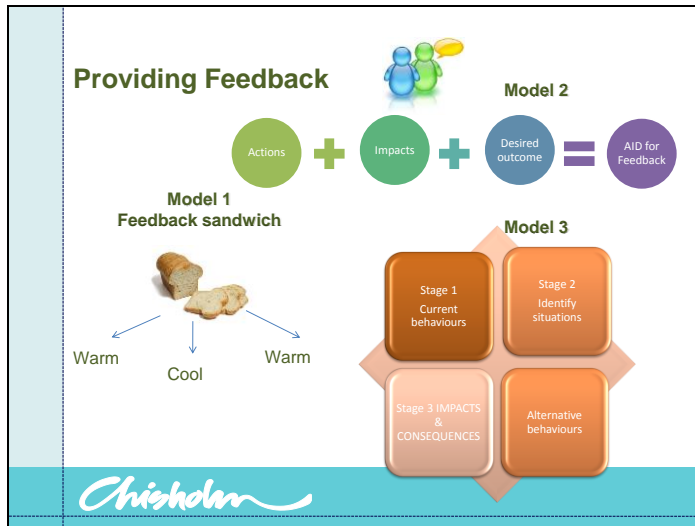 Providing Feedback
Model 2
Actions
Impacts
Desired
outcome
AID for
Feedback
Model 1
Feedback sandwich
Warm
Cool
Warm
Model 3
Stage 1
Current
behaviours
Stage 2
Identify
situations
Stage 3 IMPACTS
&
CONSEQUENCES
Alternative
behaviours
Chisholm